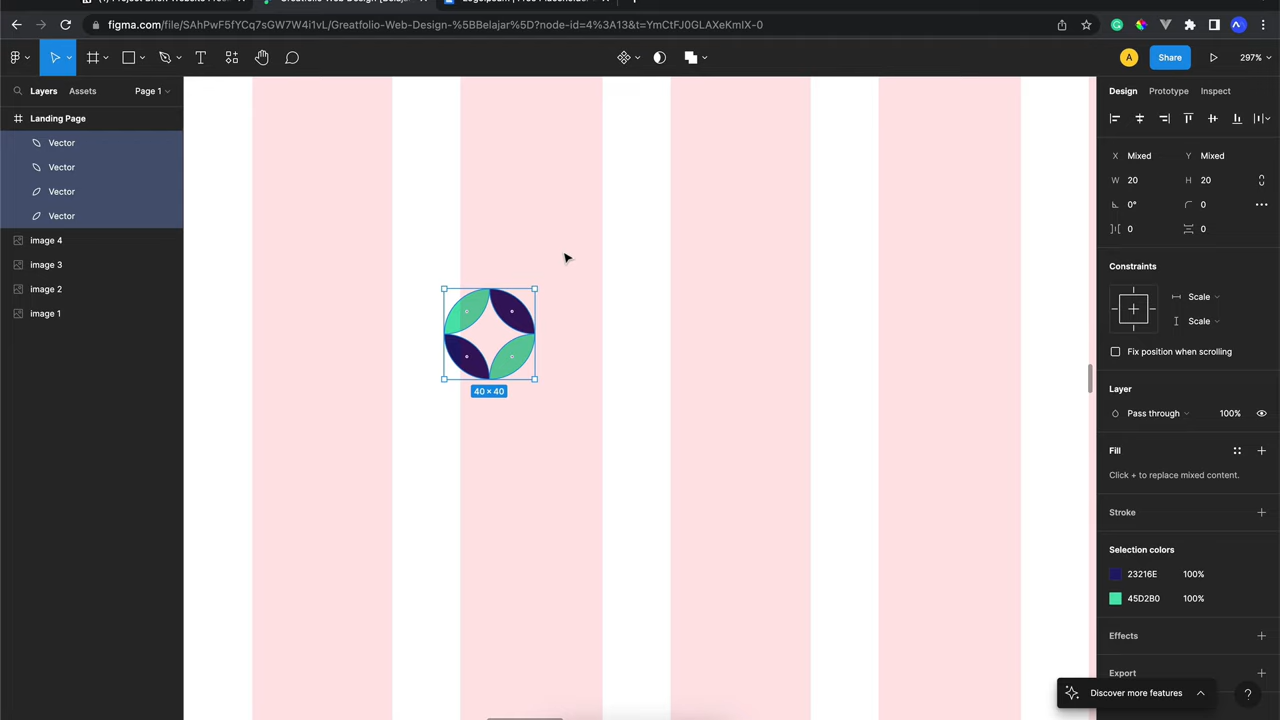 figma.com/file/SAhPwF5fYCq7sGW7W4i1vL/Greatfolio-Web-Design-%5BBelajar%5D?node-id=4%3A13&t=YmCtFJ0GLAXeKmIX-0
A
Share
297%
Layers
Assets
Page 1
Design
Prototype
Inspect
Landing Page
Vector
Vector
Vector
Vector
image 4
image 3
image 2
image 1
40 × 40
X Mixed
Y Mixed
W 20
H 20
0°
0
0
0
Constraints
Scale
Scale
Fix position when scrolling
Layer
Pass through
100%
Fill
Click + to replace mixed content.
Stroke
Selection colors
23216E 100%
45D2B0 100%
Effects
Export
Discover more features
?